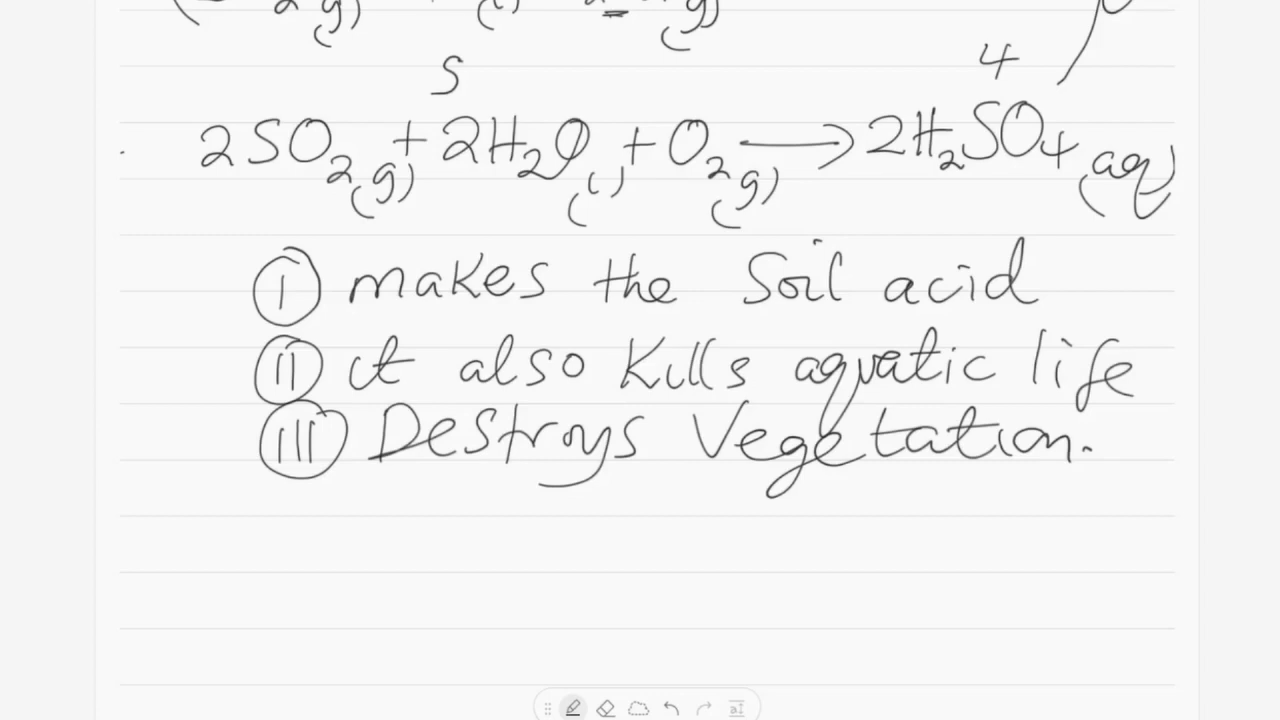 2 g) (l) g)
S 4
2SO2(g) + 2H2O(l) + O2(g) → 2H2SO4(aq)
(I) makes the Soil acid
(II) it also Kills aquatic life
(III) Destroys Vegetation.